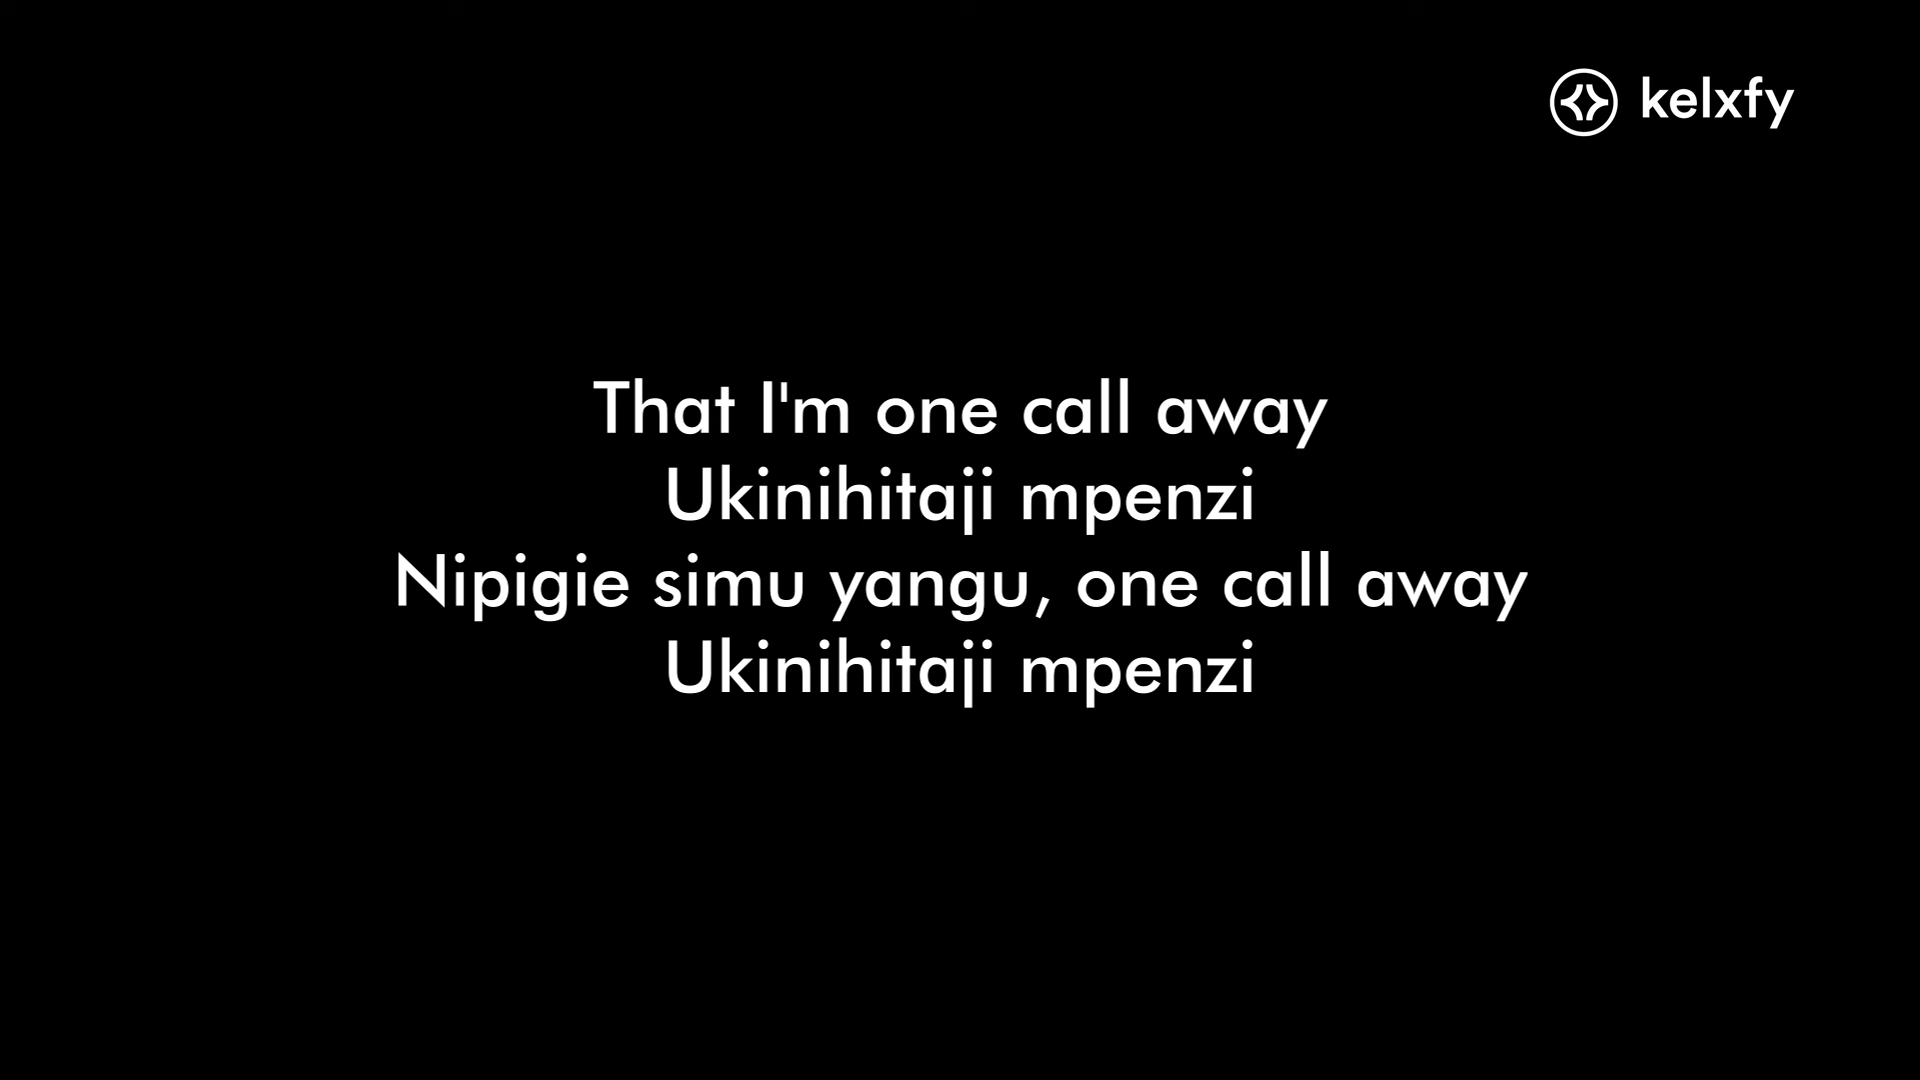 kelxfy
That I'm one call away
Ukinihitaji mpenzi
Nipigie simu yangu, one call away
Ukinihitaji mpenzi